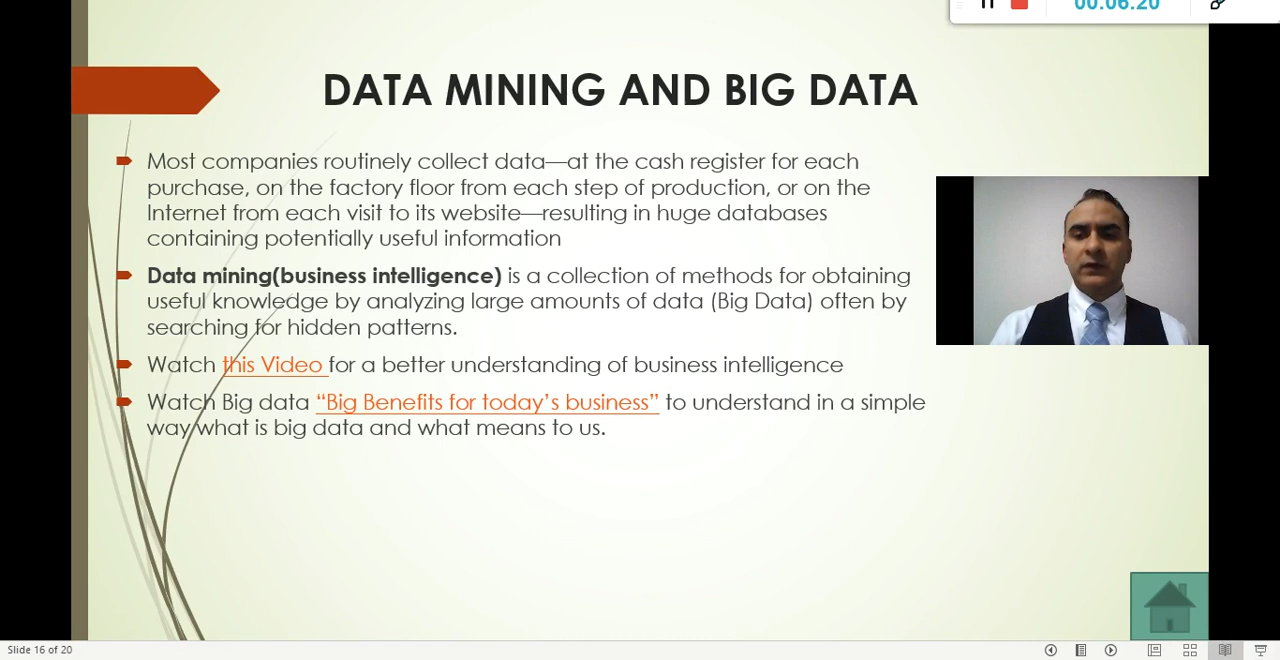 00:06:20
DATA MINING AND BIG DATA
Most companies routinely collect data—at the cash register for each
purchase, on the factory floor from each step of production, or on the
Internet from each visit to its website—resulting in huge databases
containing potentially useful information
Data mining(business intelligence) is a collection of methods for obtaining
useful knowledge by analyzing large amounts of data (Big Data) often by
searching for hidden patterns.
Watch this Video for a better understanding of business intelligence
Watch Big data “Big Benefits for today’s business” to understand in a simple
way what is big data and what means to us.
Slide 16 of 20